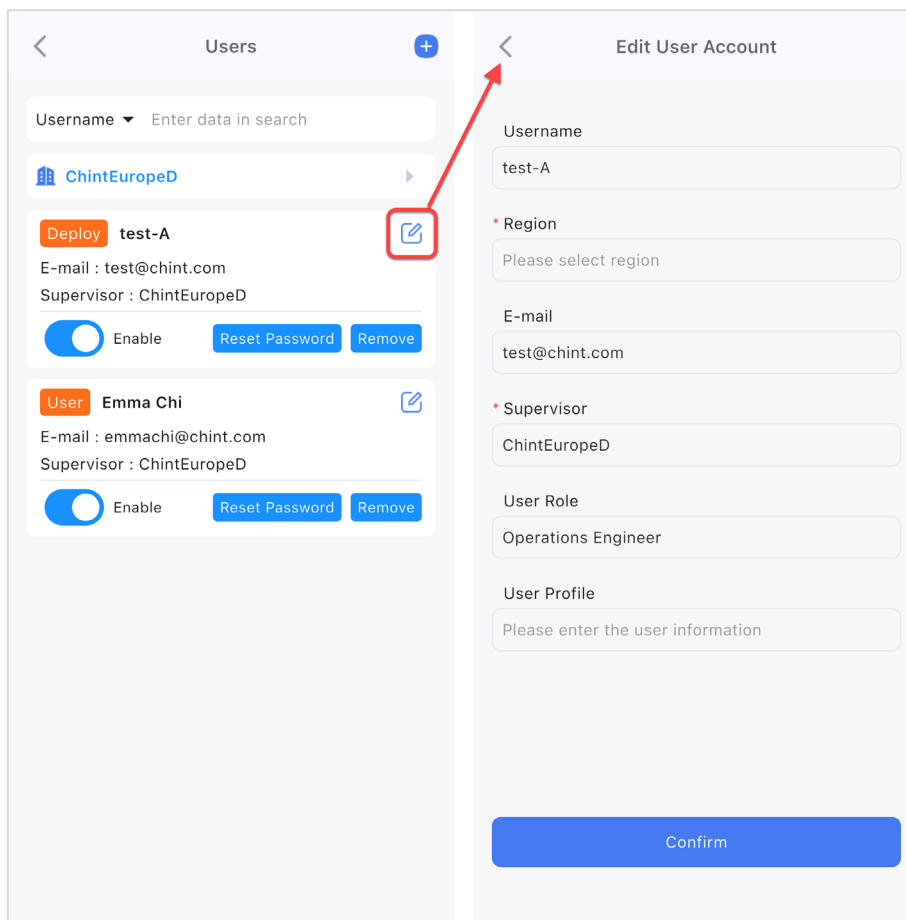 Users
Username Enter data in search
ChintEuropeD
Deploy test-A
E-mail : test@chint.com
Supervisor : ChintEuropeD
Enable Reset Password Remove
User Emma Chi
E-mail : emmachi@chint.com
Supervisor : ChintEuropeD
Enable Reset Password Remove
Edit User Account
Username
test-A
* Region
Please select region
E-mail
test@chint.com
* Supervisor
ChintEuropeD
User Role
Operations Engineer
User Profile
Please enter the user information
Confirm